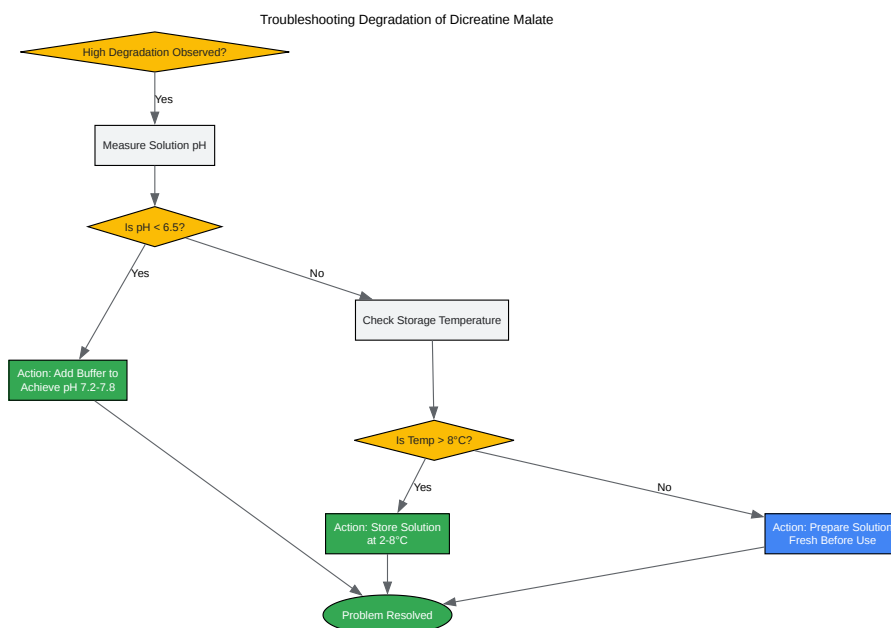 Troubleshooting Degradation of Dicreatine Malate
High Degradation Observed?
Yes
Measure Solution pH
Is pH < 6.5?
Yes
No
Check Storage Temperature
Action: Add Buffer to
Achieve pH 7.2-7.8
Is Temp > 8°C?
Yes
No
Action: Store Solution
at 2-8°C
Action: Prepare Solution
Fresh Before Use
Problem Resolved